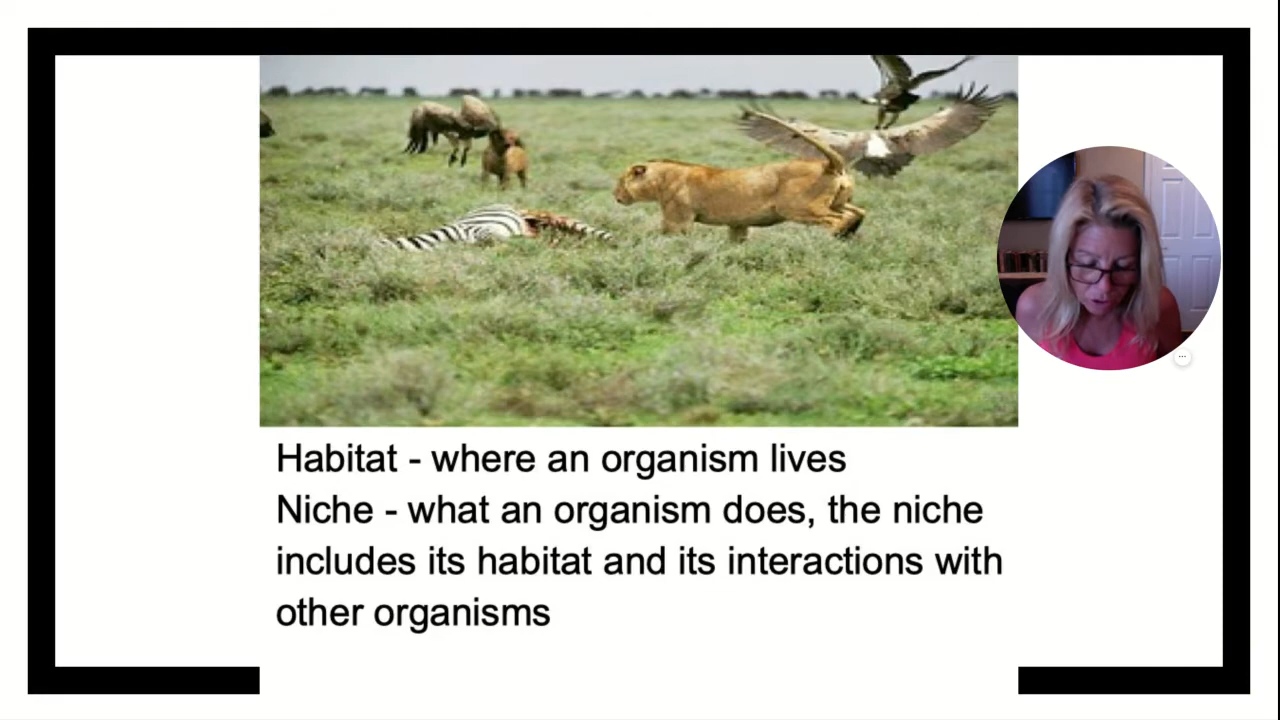 Habitat - where an organism lives
Niche - what an organism does, the niche
includes its habitat and its interactions with
other organisms